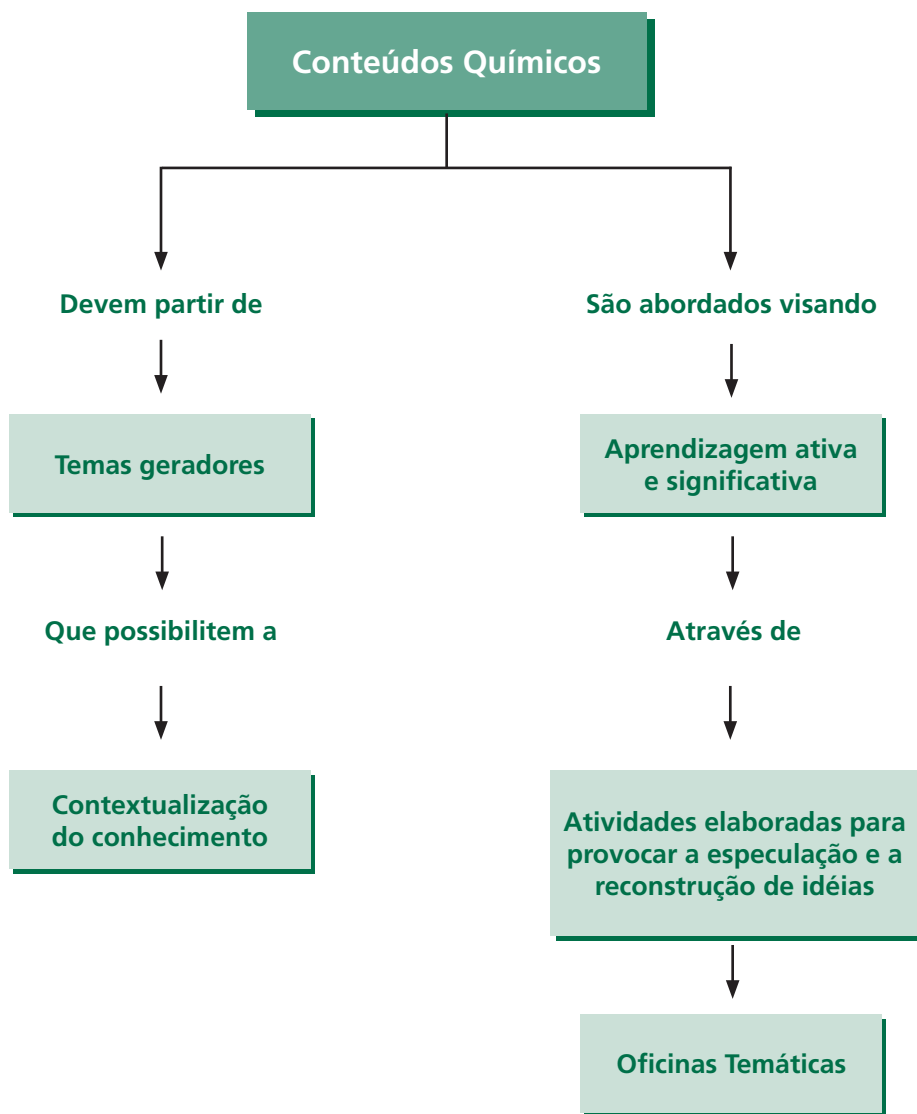 Conteúdos Químicos
Devem partir de
São abordados visando
Temas geradores
Aprendizagem ativa
e significativa
Que possibilitem a
Através de
Contextualização
do conhecimento
Atividades elaboradas para
provocar a especulação e a
reconstrução de idéias
Oficinas Temáticas